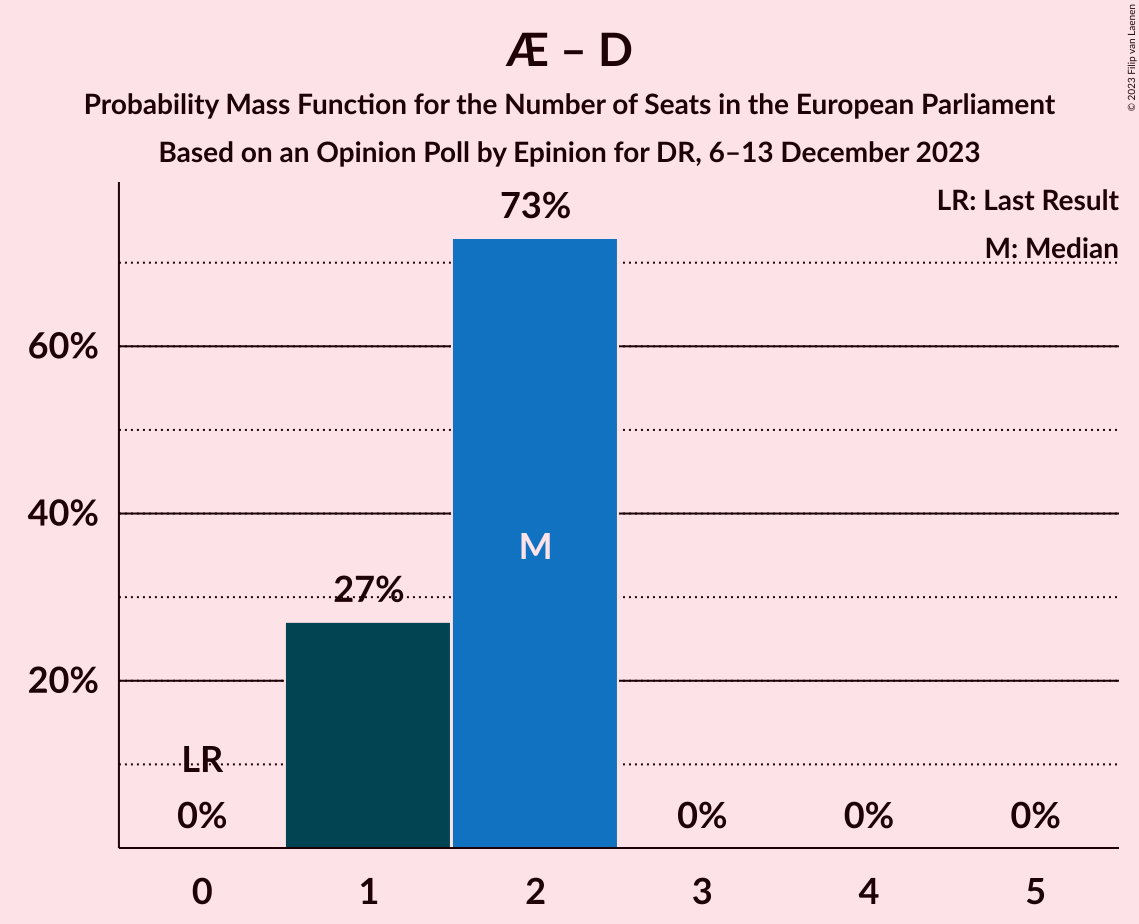 Æ – D
Probability Mass Function for the Number of Seats in the European Parliament
Based on an Opinion Poll by Epinion for DR, 6–13 December 2023
© 2023 Filip van Laenen
LR: Last Result
M: Median
73%
60%
40%
M
27%
20%
LR
0%
0%
0%
0%
0 1 2 3 4 5